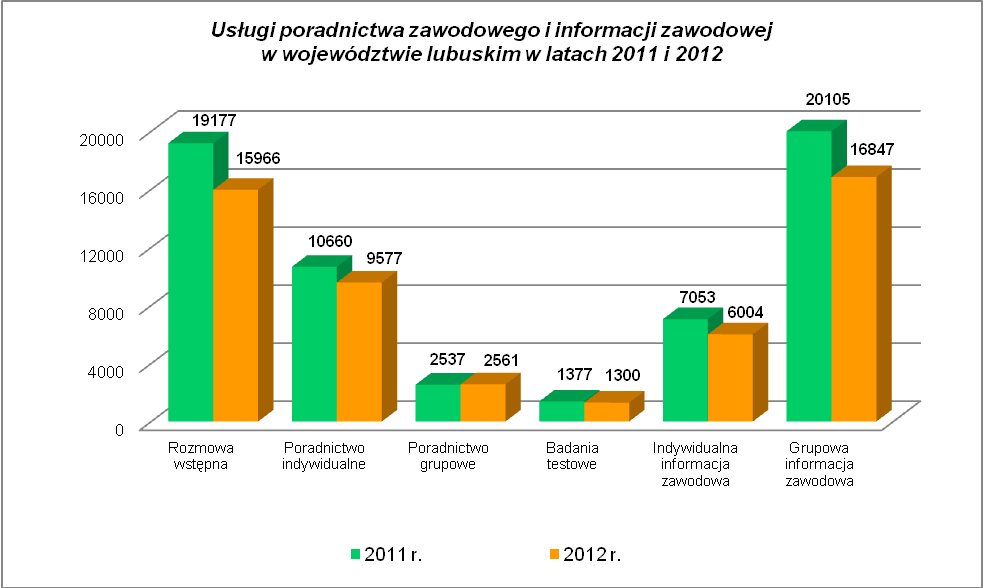 Usługi poradnictwa zawodowego i informacji zawodowej
w województwie lubuskim w latach 2011 i 2012
20000
16000
12000
8000
4000
0
19177
15966
10660
9577
2537
2561
1377
1300
7053
6004
20105
16847
Rozmowa
wstępna
Poradnictwo
indywidualne
Poradnictwo
grupowe
Badania
testowe
Indywidualna
informacja
zawodowa
Grupowa
informacja
zawodowa
2011 r.
2012 r.